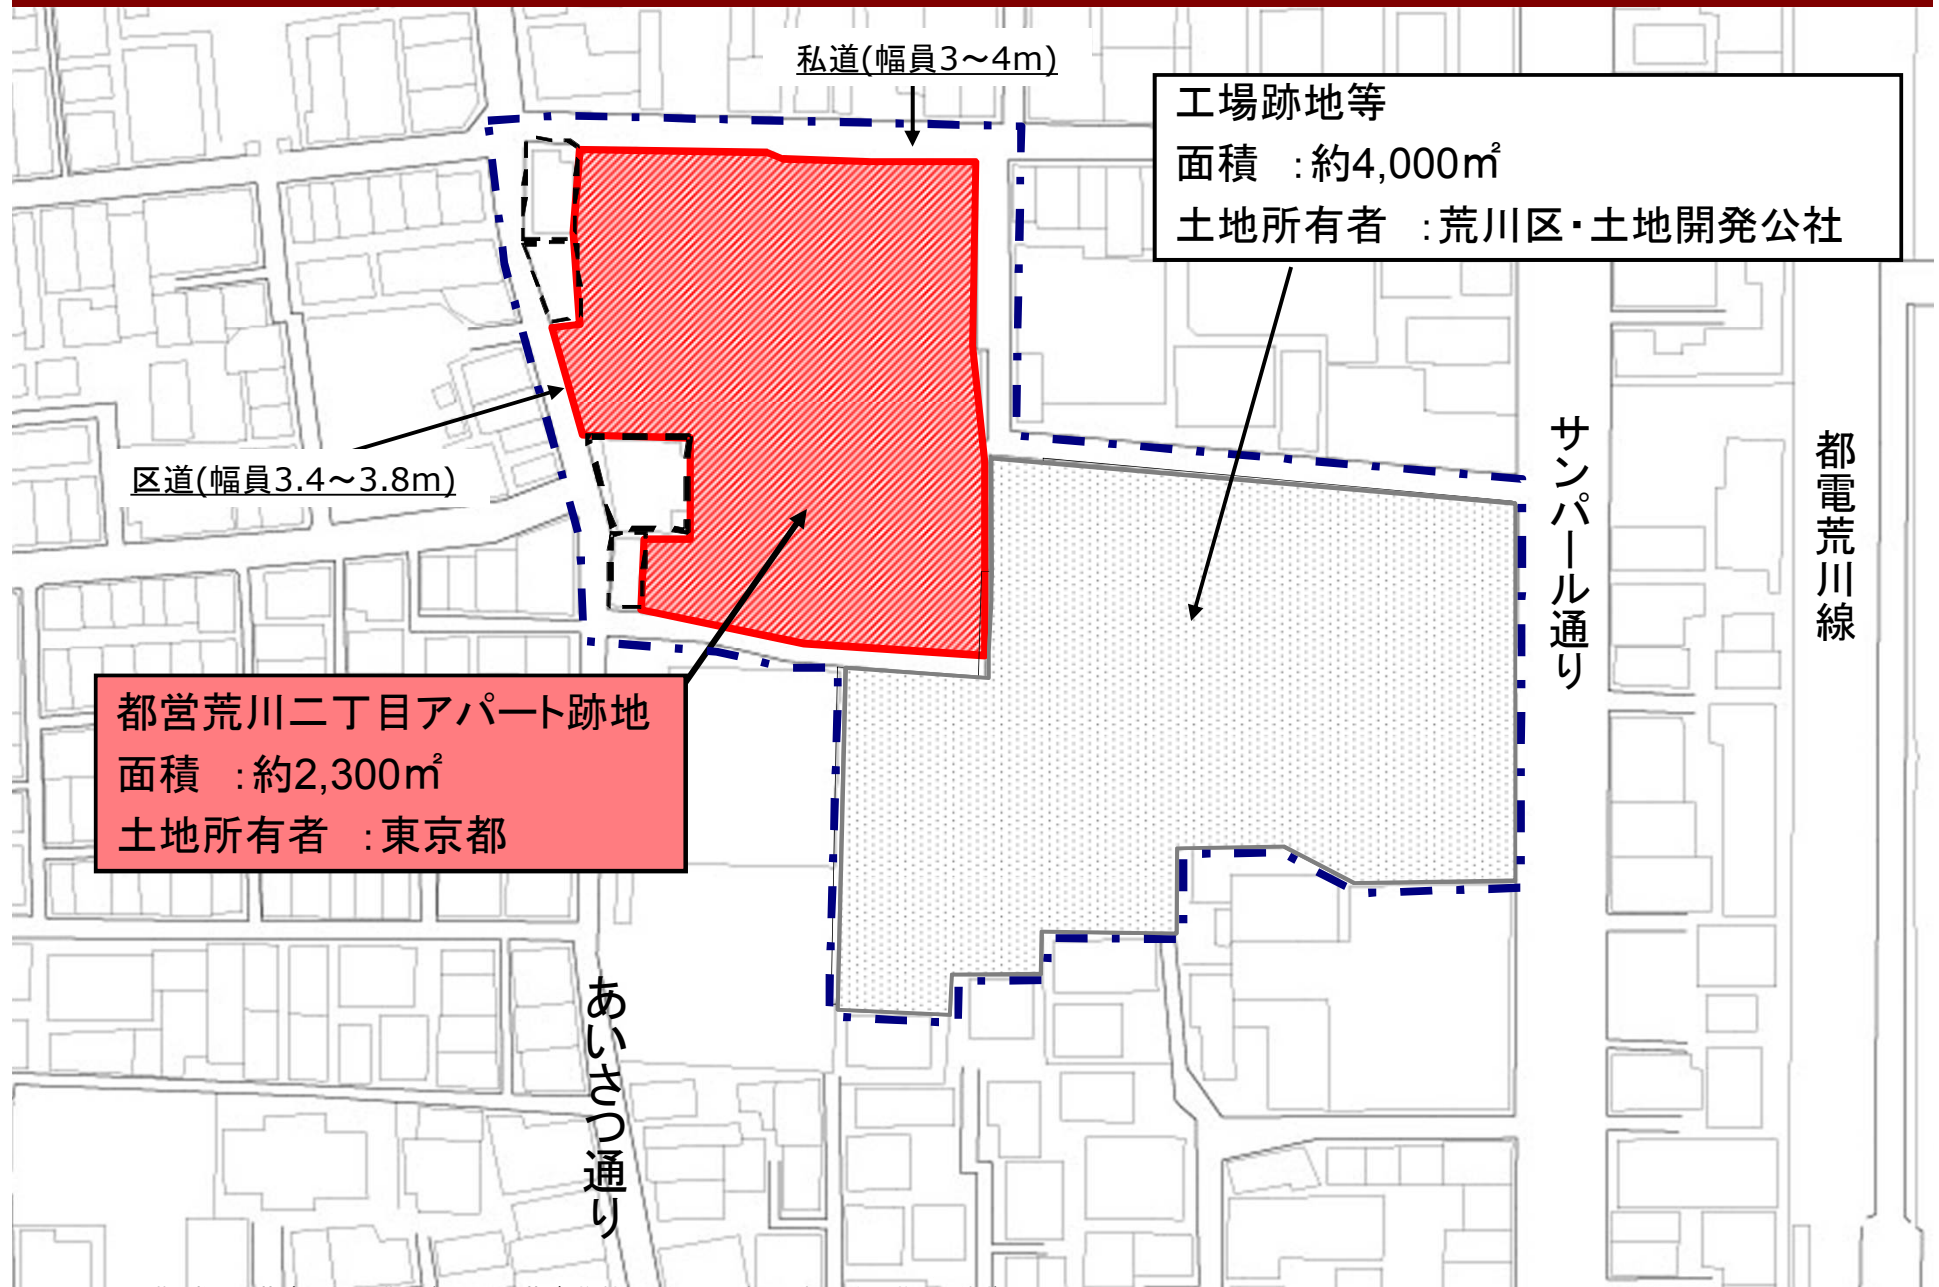 私道(幅員3～4m)
工場跡地等
面積　:約4,000㎡
土地所有者　:荒川区・土地開発公社
区道(幅員3.4～3.8m)
サンパール通り
都電荒川線
都営荒川二丁目アパート跡地
面積　:約2,300㎡
土地所有者　:東京都
あいさつ通り